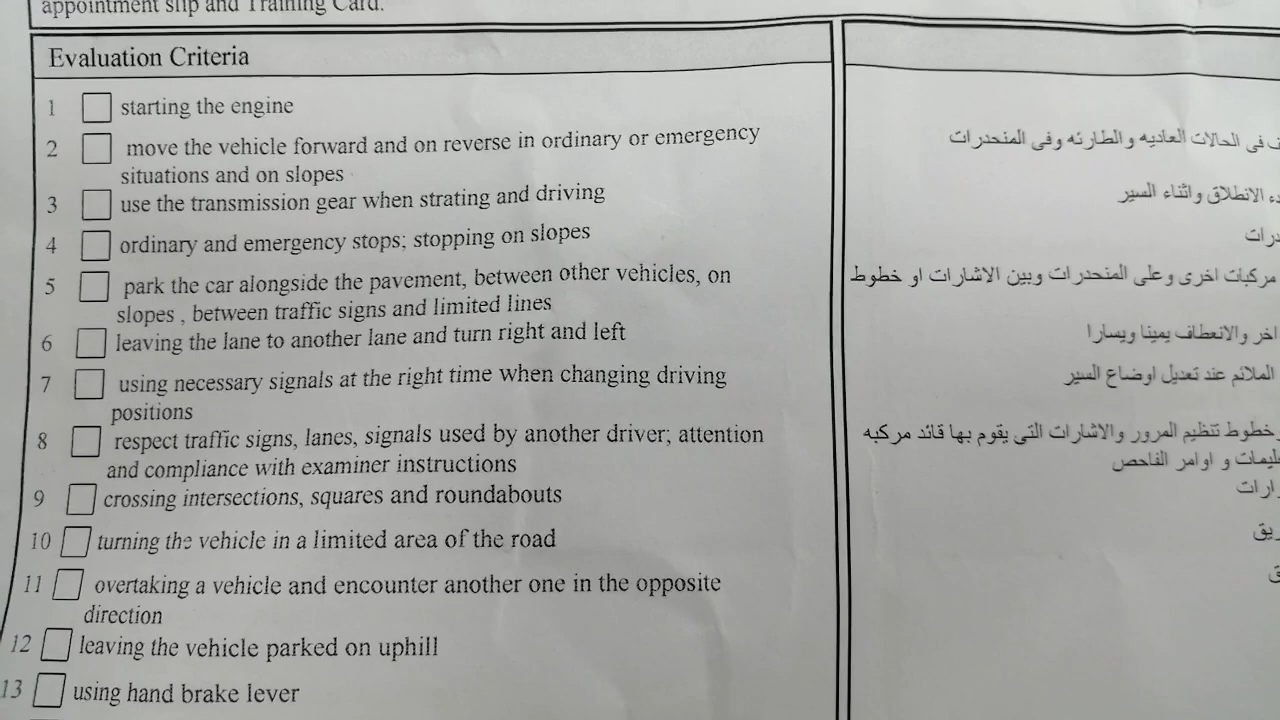 appointment slip and Training Card.
Evaluation Criteria
1 starting the engine
2 move the vehicle forward and on reverse in ordinary or emergency
situations and on slopes
3 use the transmission gear when strating and driving
4 ordinary and emergency stops; stopping on slopes
5 park the car alongside the pavement, between other vehicles, on
slopes , between traffic signs and limited lines
6 leaving the lane to another lane and turn right and left
7 using necessary signals at the right time when changing driving
positions
8 respect traffic signs, lanes, signals used by another driver; attention
and compliance with examiner instructions
9 crossing intersections, squares and roundabouts
10 turning the vehicle in a limited area of the road
11 overtaking a vehicle and encounter another one in the opposite
direction
12 leaving the vehicle parked on uphill
13 using hand brake lever
فى الحالات العاديه والطارئه وفى المنحدرات
الانطلاق واثناء السير
مركبات اخرى وعلى المنحدرات وبين الاشارات او خطوط
اخر والانعطاف يمينا ويسارا
الملائم عند تعديل اوضاع السير
خطوط تنظيم المرور والاشارات التى يقوم بها قائد مركبه
و اوامر الفاحص